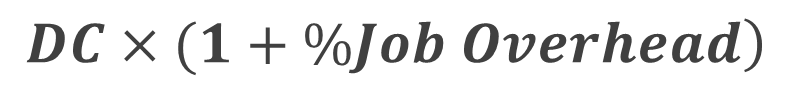 DC × (1 + %Job Overhead)